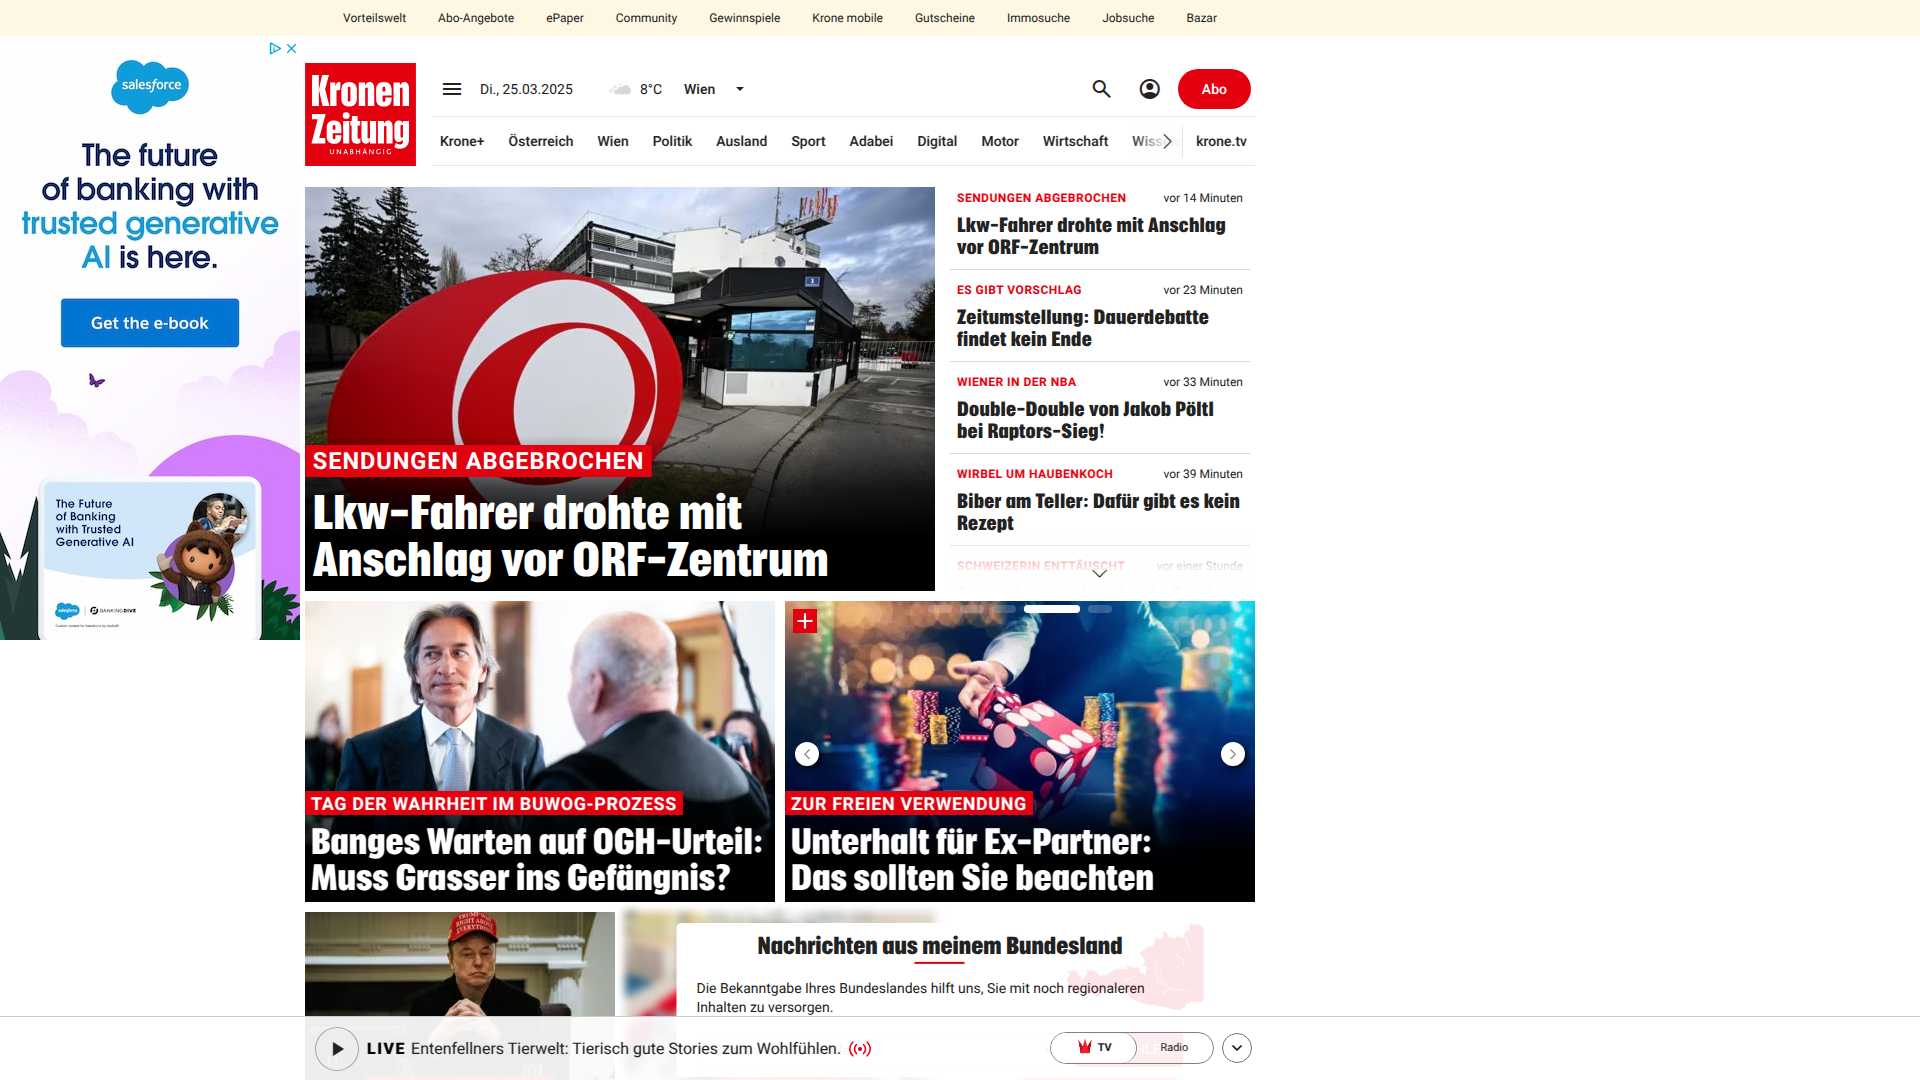 Vorteilswelt
Abo-Angebote
ePaper
Community
Gewinnspiele
Krone mobile
Gutscheine
Immosuche
Jobsuche
Bazar
salesforce
The future
of banking with
trusted generative
AI is here.
Get the e-book
The Future
of Banking
with Trusted
Generative AI
salesforce
BANKINGDIVE
Kronen
Zeitung
UNABHÄNGIG
Di., 25.03.2025
8°C
Wien
Abo
Krone+
Österreich
Wien
Politik
Ausland
Sport
Adabei
Digital
Motor
Wirtschaft
Wiss
krone.tv
SENDUNGEN ABGEBROCHEN
Lkw-Fahrer drohte mit
Anschlag vor ORF-Zentrum
SENDUNGEN ABGEBROCHEN vor 14 Minuten
Lkw-Fahrer drohte mit Anschlag
vor ORF-Zentrum
ES GIBT VORSCHLAG vor 23 Minuten
Zeitumstellung: Dauerdebatte
findet kein Ende
WIENER IN DER NBA vor 33 Minuten
Double-Double von Jakob Pöltl
bei Raptors-Sieg!
WIRBEL UM HAUBENKOCH vor 39 Minuten
Biber am Teller: Dafür gibt es kein
Rezept
SCHWEIZERIN ENTTÄUSCHT vor einer Stunde
TAG DER WAHRHEIT IM BUWOG-PROZESS
Banges Warten auf OGH-Urteil:
Muss Grasser ins Gefängnis?
ZUR FREIEN VERWENDUNG
Unterhalt für Ex-Partner:
Das sollten Sie beachten
TRUMP WAS
RIGHT ABOUT
EVERYTHING
Nachrichten aus meinem Bundesland
Die Bekanntgabe Ihres Bundeslandes hilft uns, Sie mit noch regionaleren
Inhalten zu versorgen.
LIVE Entenfellners Tierwelt: Tierisch gute Stories zum Wohlfühlen.
TV
Radio